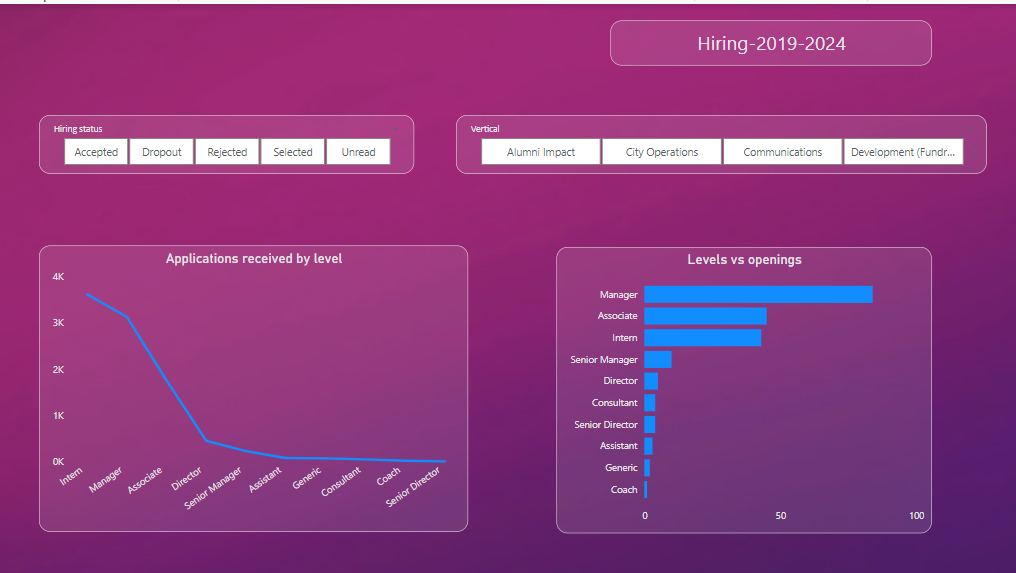 Hiring-2019-2024
Hiring status
Accepted Dropout Rejected Selected Unread
Vertical
Alumni Impact City Operations Communications Development (Fundr...
Applications received by level
4K
3K
2K
1K
0K
Intern Manager Associate Director Senior Manager Assistant Generic Consultant Coach Senior Director
Levels vs openings
Manager
Associate
Intern
Senior Manager
Director
Consultant
Senior Director
Assistant
Generic
Coach
0 50 100